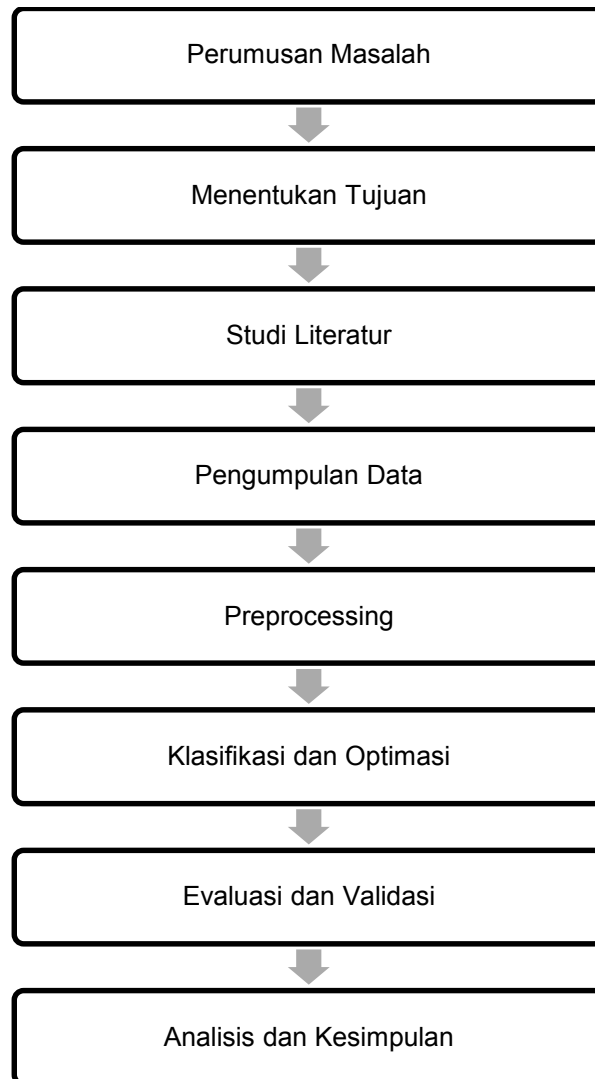 Perumusan Masalah
Menentukan Tujuan
Studi Literatur
Pengumpulan Data
Preprocessing
Klasifikasi dan Optimasi
Evaluasi dan Validasi
Analisis dan Kesimpulan